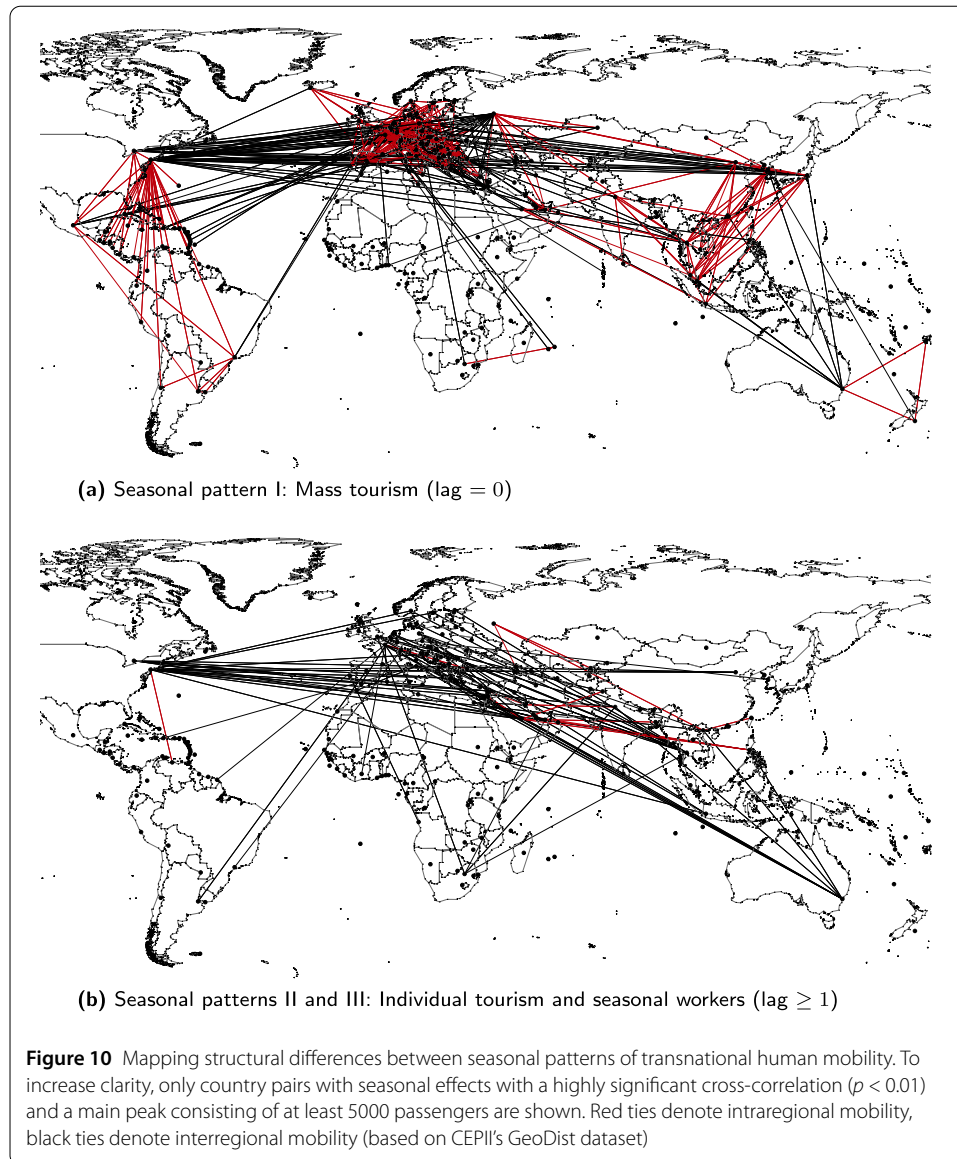 (a) Seasonal pattern I: Mass tourism (lag = 0)
(b) Seasonal patterns II and III: Individual tourism and seasonal workers (lag ≥ 1)
Figure 10 Mapping structural differences between seasonal patterns of transnational human mobility. To
increase clarity, only country pairs with seasonal effects with a highly significant cross-correlation (p < 0.01)
and a main peak consisting of at least 5000 passengers are shown. Red ties denote intraregional mobility,
black ties denote interregional mobility (based on CEPII's GeoDist dataset)